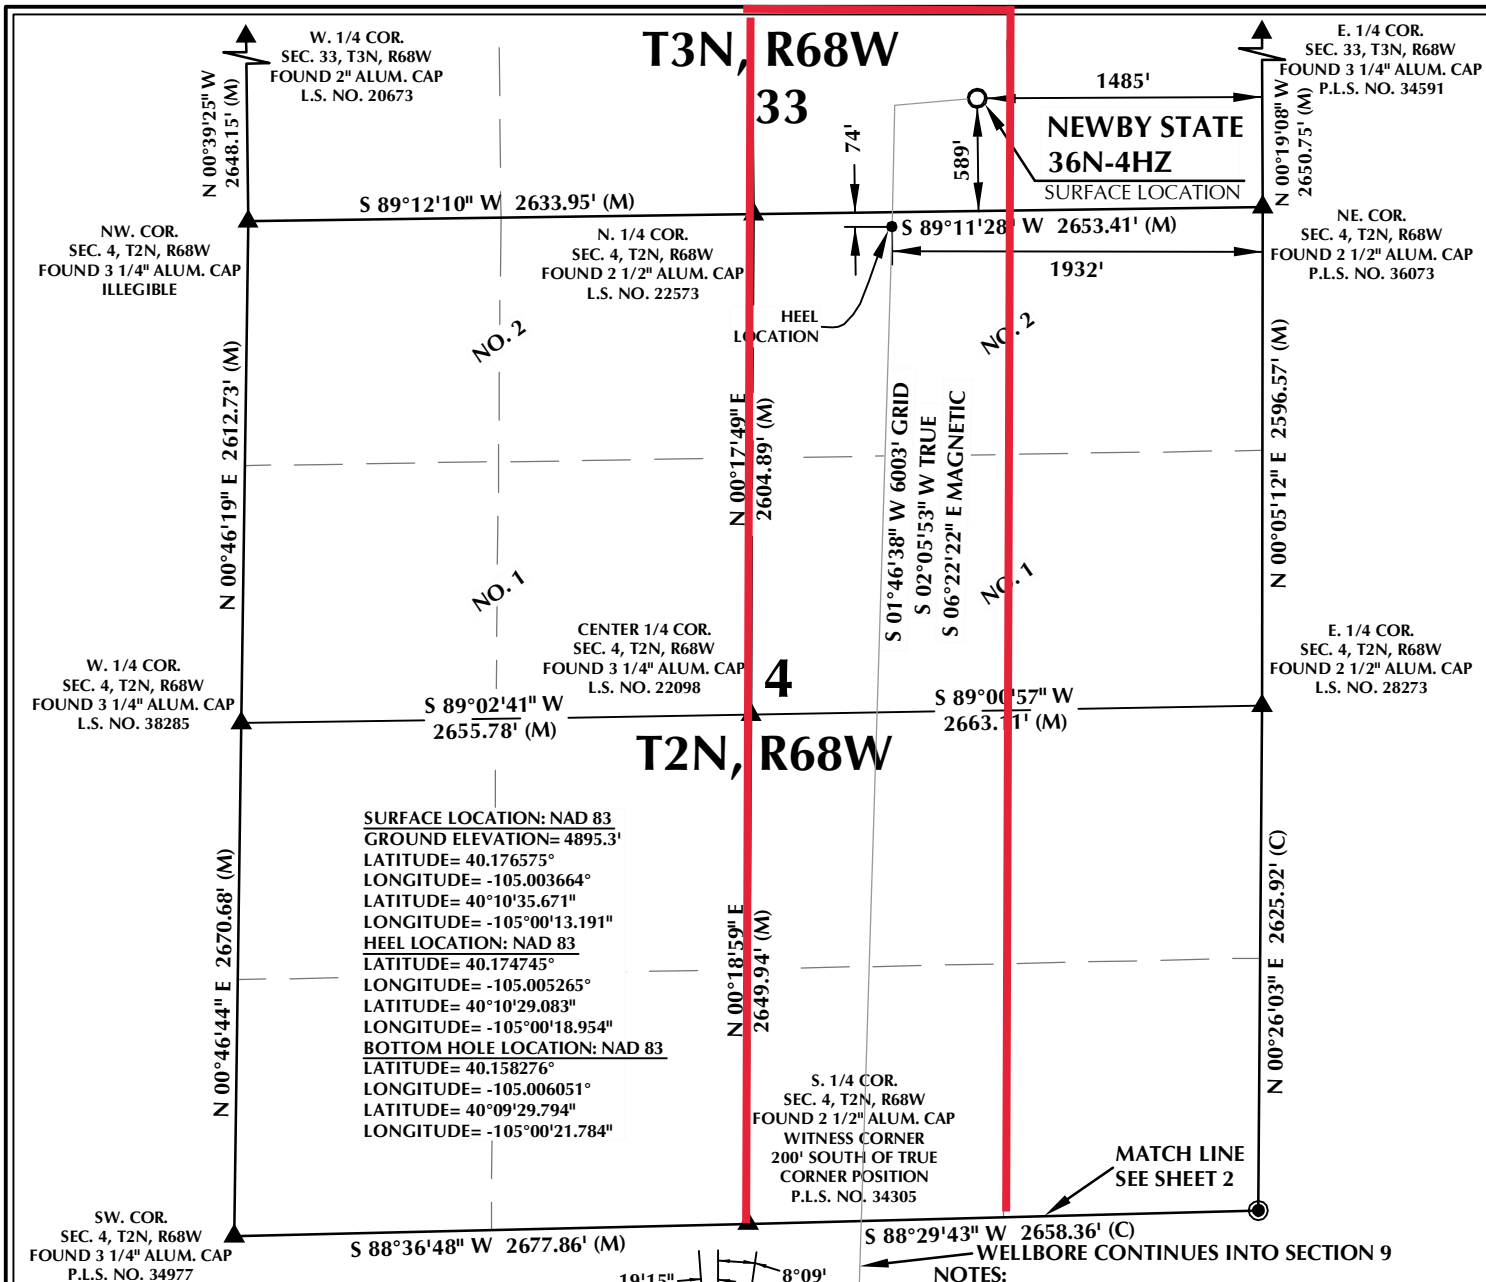 T3N, R68W
33
W. 1/4 COR.
SEC. 33, T3N, R68W
FOUND 2" ALUM. CAP
L.S. NO. 20673
E. 1/4 COR.
SEC. 33, T3N, R68W
FOUND 3 1/4" ALUM. CAP
P.L.S. NO. 34591
N 00°39'25" W
2648.15' (M)
1485'
N 00°19'08" W
2650.75' (M)
74'
589'
NEWBY STATE
36N-4HZ
SURFACE LOCATION
S 89°12'10" W 2633.95' (M)
S 89°11'28" W 2653.41' (M)
NW. COR.
SEC. 4, T2N, R68W
FOUND 3 1/4" ALUM. CAP
ILLEGIBLE
N. 1/4 COR.
SEC. 4, T2N, R68W
FOUND 2 1/2" ALUM. CAP
L.S. NO. 22573
NE. COR.
SEC. 4, T2N, R68W
FOUND 2 1/2" ALUM. CAP
P.L.S. NO. 36073
1932'
HEEL
LOCATION
NO. 2
NO. 2
N 00°46'19" E 2612.73' (M)
N 00°17'49" E
2604.89' (M)
S 01°46'38" W 6003' GRID
S 02°05'53" W TRUE
S 06°22'22" E MAGNETIC
N 00°05'12" E 2596.57' (M)
NO. 1
NO. 1
CENTER 1/4 COR.
SEC. 4, T2N, R68W
FOUND 3 1/4" ALUM. CAP
L.S. NO. 22098
4
W. 1/4 COR.
SEC. 4, T2N, R68W
FOUND 3 1/4" ALUM. CAP
L.S. NO. 38285
E. 1/4 COR.
SEC. 4, T2N, R68W
FOUND 2 1/2" ALUM. CAP
L.S. NO. 28273
S 89°02'41" W
2655.78' (M)
S 89°00'57" W
2663.11' (M)
T2N, R68W
SURFACE LOCATION: NAD 83
GROUND ELEVATION= 4895.3'
LATITUDE= 40.176575°
LONGITUDE= -105.003664°
LATITUDE= 40°10'35.671"
LONGITUDE= -105°00'13.191"
HEEL LOCATION: NAD 83
LATITUDE= 40.174745°
LONGITUDE= -105.005265°
LATITUDE= 40°10'29.083"
LONGITUDE= -105°00'18.954"
BOTTOM HOLE LOCATION: NAD 83
LATITUDE= 40.158276°
LONGITUDE= -105.006051°
LATITUDE= 40°09'29.794"
LONGITUDE= -105°00'21.784"
N 00°46'44" E 2670.68' (M)
N 00°18'59" E
2649.94' (M)
N 00°26'03" E 2625.92' (C)
S. 1/4 COR.
SEC. 4, T2N, R68W
FOUND 2 1/2" ALUM. CAP
WITNESS CORNER
200' SOUTH OF TRUE
CORNER POSITION
P.L.S. NO. 34305
MATCH LINE
SEE SHEET 2
SW. COR.
SEC. 4, T2N, R68W
FOUND 3 1/4" ALUM. CAP
P.L.S. NO. 34977
S 88°36'48" W 2677.86' (M)
S 88°29'43" W 2658.36' (C)
WELLBORE CONTINUES INTO SECTION 9
NOTES:
19'15"
8°09'